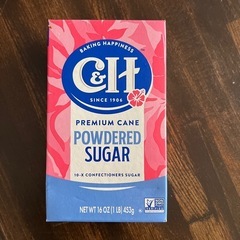 BAKING HAPPINESS
C&H
SINCE 1906
PREMIUM CANE
POWDERED
SUGAR
10-X CONFECTIONERS SUGAR
NET WT 16 OZ (1 LB) 453g